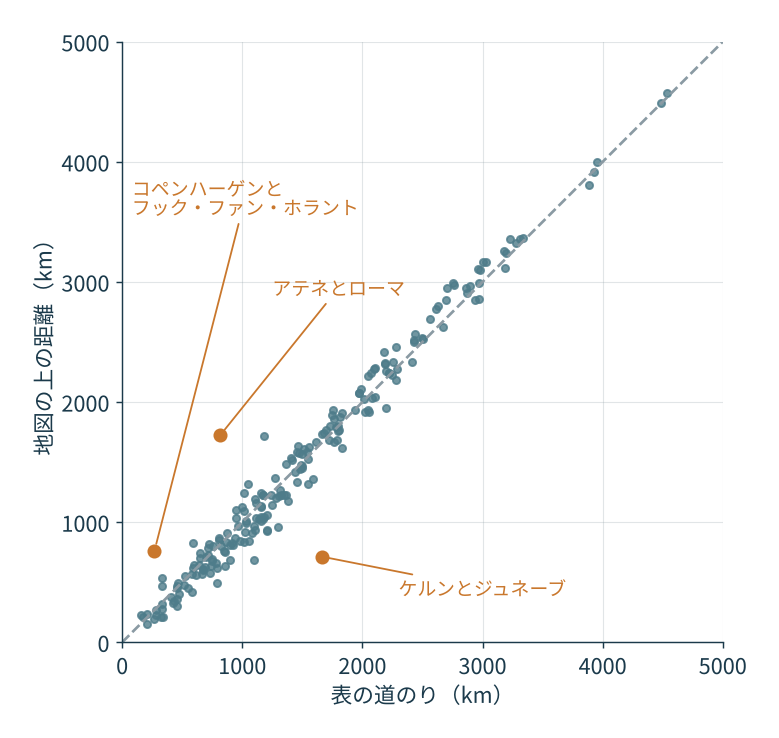 5000
4000
3000
2000
1000
0
地図の上の距離（km）
コペンハーゲンと
フック・ファン・ホラント
アテネとローマ
ケルンとジュネーブ
0 1000 2000 3000 4000 5000
表の道のり（km）